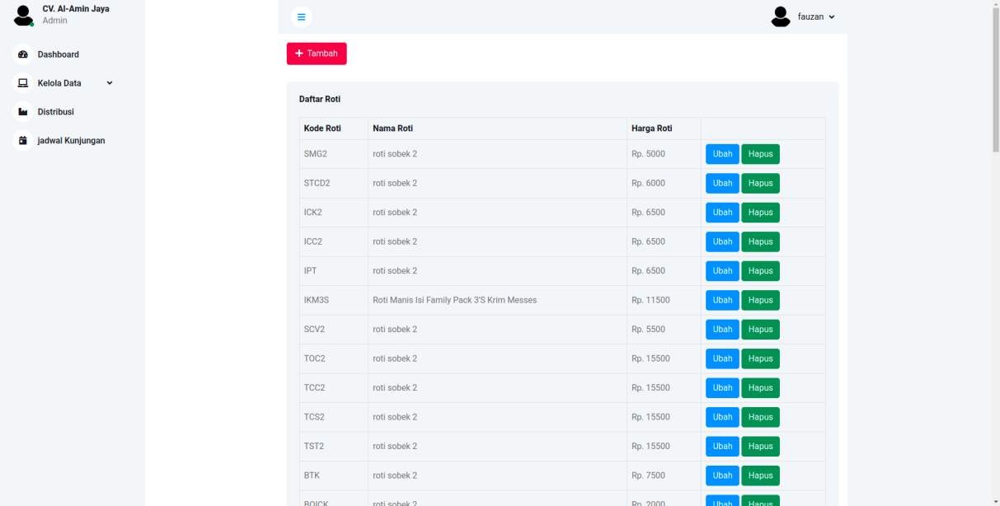 CV. Al-Amin Jaya
Admin
Dashboard
Kelola Data
Distribusi
jadwal Kunjungan
fauzan
+ Tambah
Daftar Roti
Kode Roti Nama Roti Harga Roti
SMG2 roti sobek 2 Rp. 5000 Ubah Hapus
STCD2 roti sobek 2 Rp. 6000 Ubah Hapus
ICK2 roti sobek 2 Rp. 6500 Ubah Hapus
ICC2 roti sobek 2 Rp. 6500 Ubah Hapus
IPT roti sobek 2 Rp. 6500 Ubah Hapus
IKM3S Roti Manis Isi Family Pack 3'S Krim Messes Rp. 11500 Ubah Hapus
SCV2 roti sobek 2 Rp. 5500 Ubah Hapus
TOC2 roti sobek 2 Rp. 15500 Ubah Hapus
TCC2 roti sobek 2 Rp. 15500 Ubah Hapus
TCS2 roti sobek 2 Rp. 15500 Ubah Hapus
TST2 roti sobek 2 Rp. 15500 Ubah Hapus
BTK roti sobek 2 Rp. 7500 Ubah Hapus
roti sobek 2 Rp. 2000 Ubah Hapus